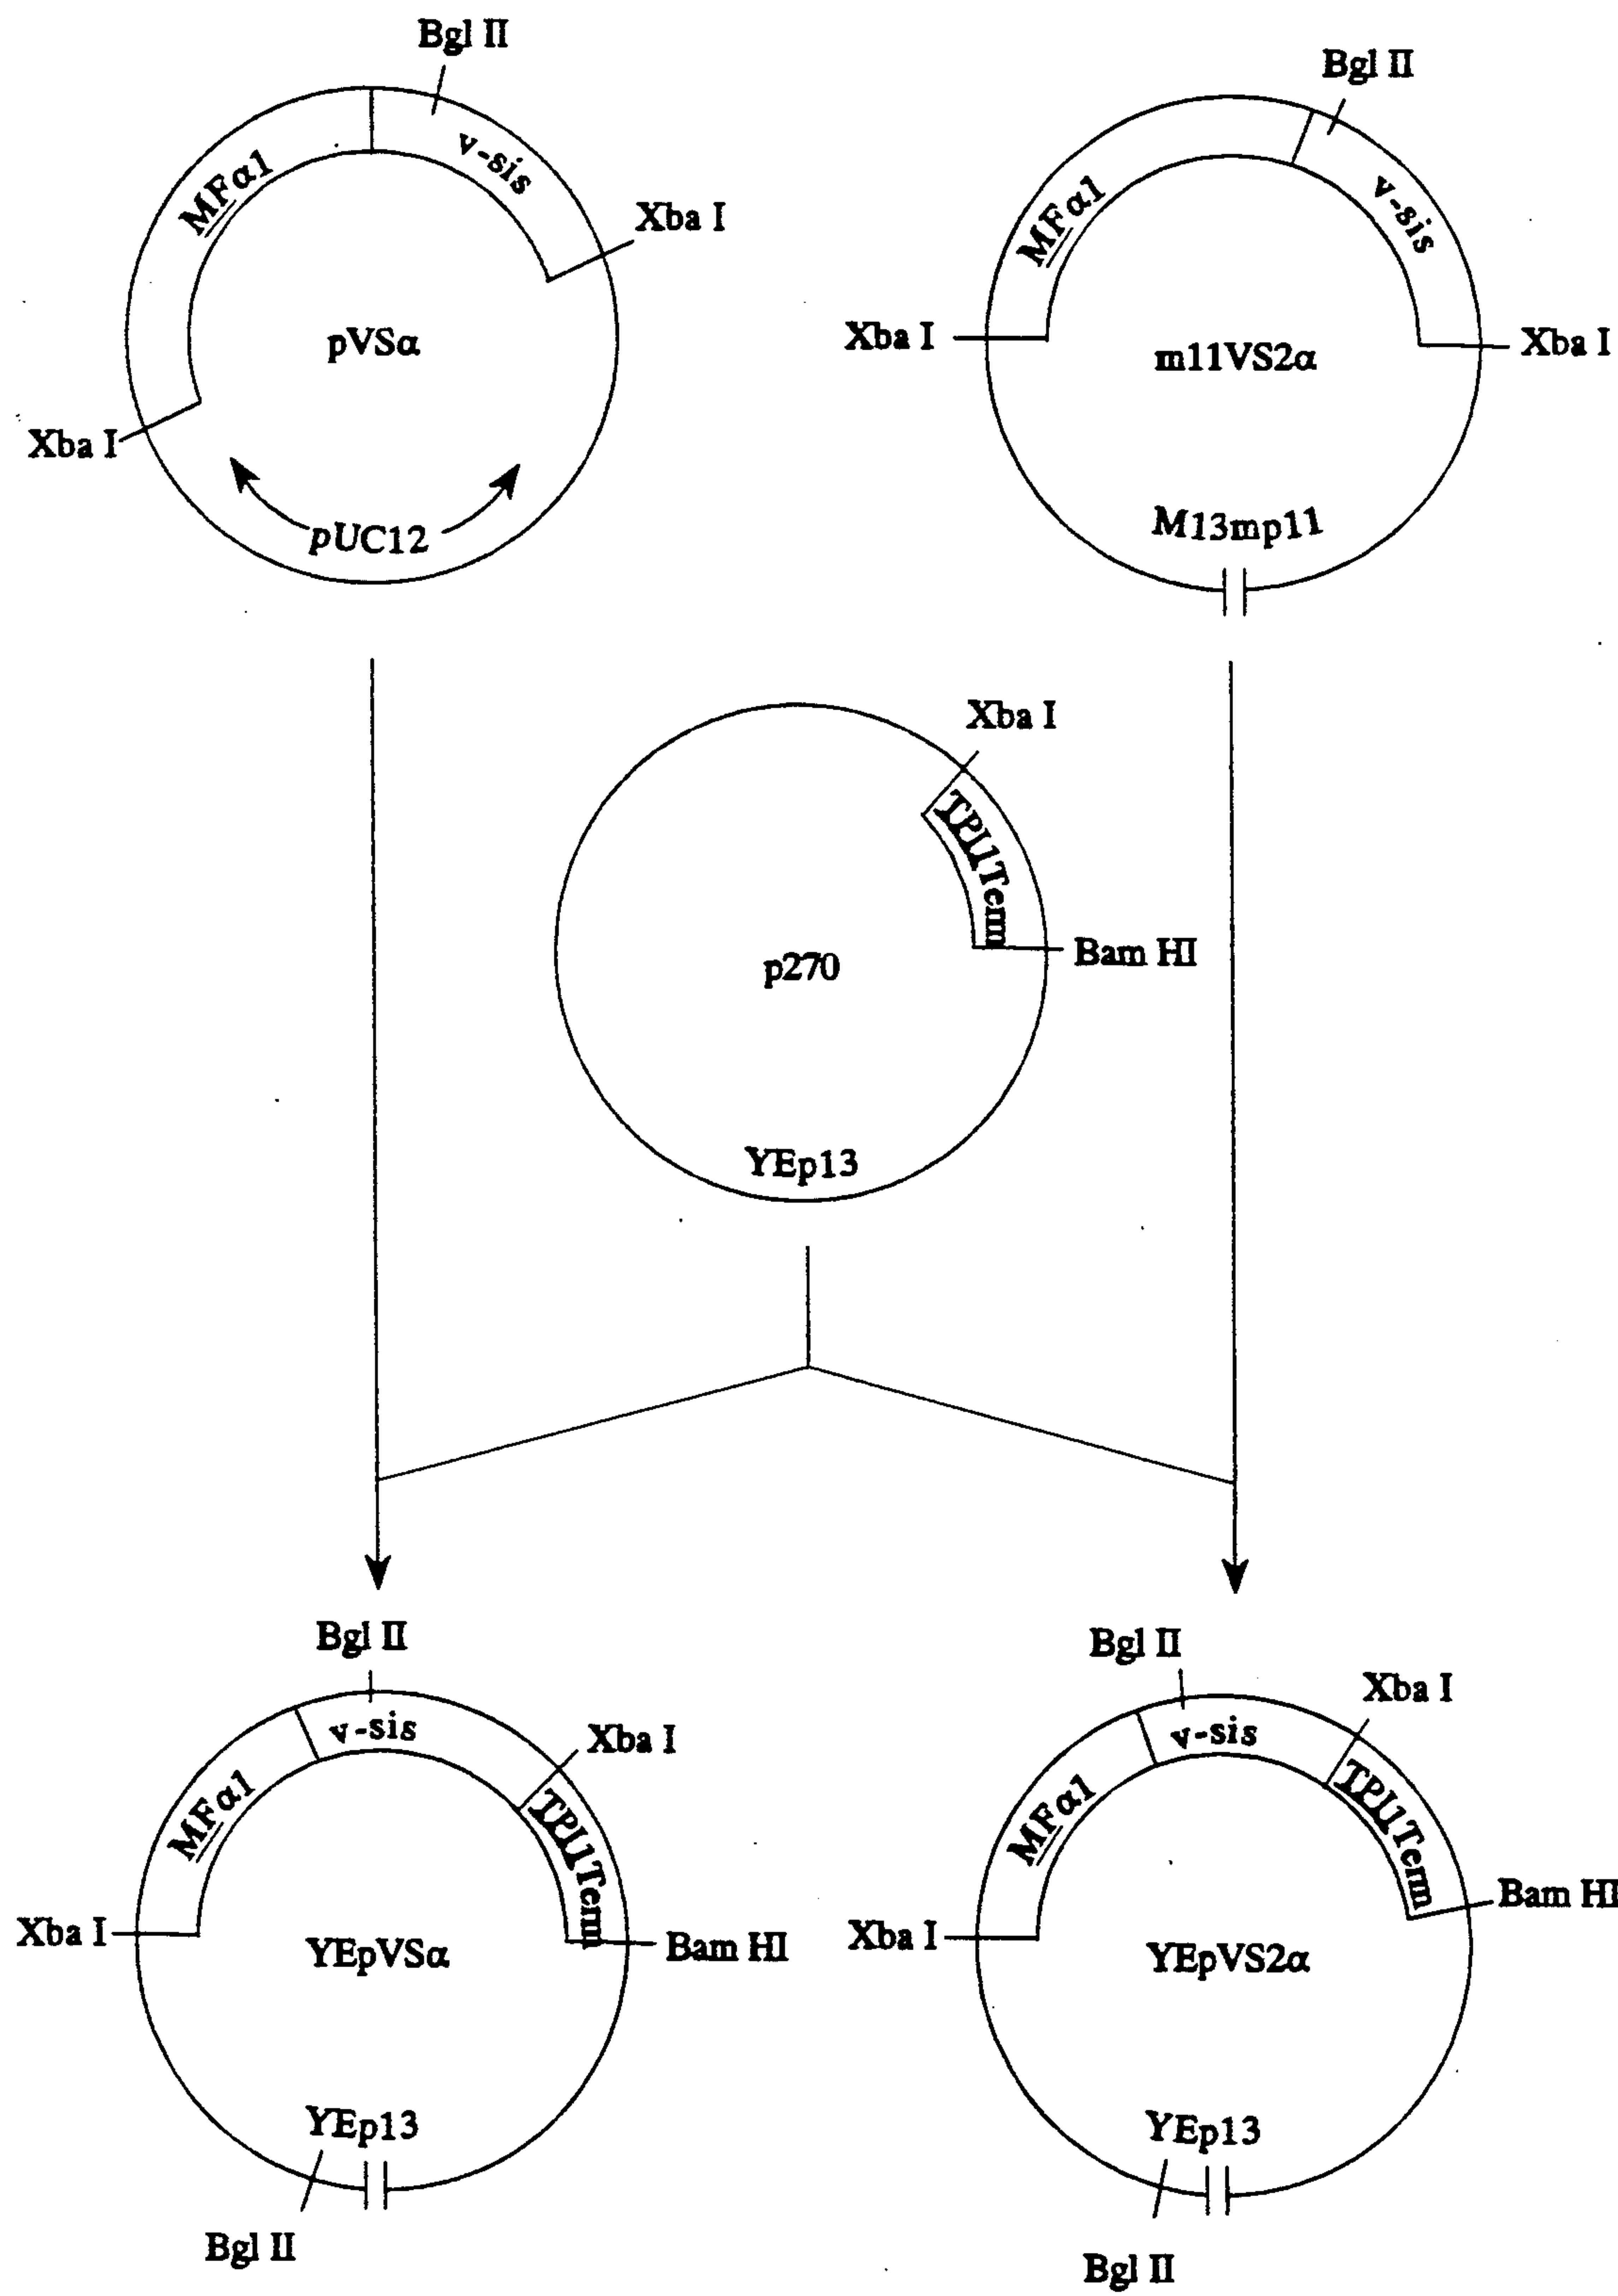 Bgl II
MFα1
v-sis
Xba I
pVSα
Xba I
pUC12
Bgl II
MFα1
v-sis
Xba I
m11VS2α
Xba I
M13mp11
Xba I
TPI1Term
p270
Bam HI
YEp13
Bgl II
v-sis
Xba I
MFα1
TPI1Term
Xba I
YEpVSα
Bam HI
YEp13
Bgl II
Bgl II
v-sis
Xba I
MFα1
TPI1Term
Bam HI
Xba I
YEpVS2α
YEp13
Bgl II